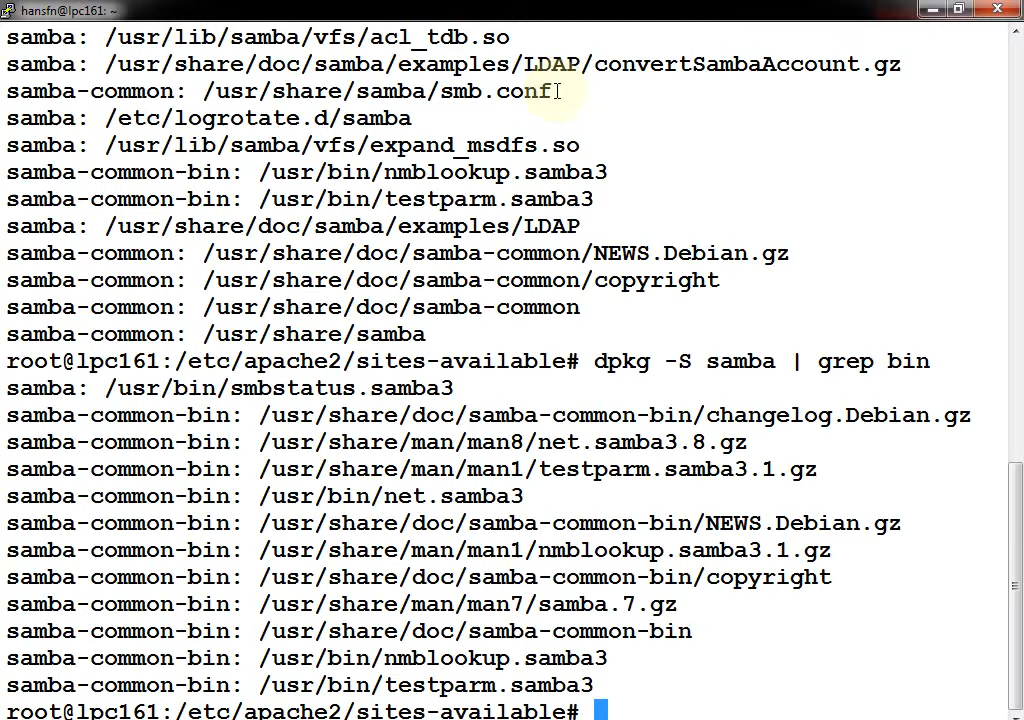 hansfn@lpc161: ~
samba: /usr/lib/samba/vfs/acl_tdb.so
samba: /usr/share/doc/samba/examples/LDAP/convertSambaAccount.gz
samba-common: /usr/share/samba/smb.conf
samba: /etc/logrotate.d/samba
samba: /usr/lib/samba/vfs/expand_msdfs.so
samba-common-bin: /usr/bin/nmblookup.samba3
samba-common-bin: /usr/bin/testparm.samba3
samba: /usr/share/doc/samba/examples/LDAP
samba-common: /usr/share/doc/samba-common/NEWS.Debian.gz
samba-common: /usr/share/doc/samba-common/copyright
samba-common: /usr/share/doc/samba-common
samba-common: /usr/share/samba
root@lpc161:/etc/apache2/sites-available# dpkg -S samba | grep bin
samba: /usr/bin/smbstatus.samba3
samba-common-bin: /usr/share/doc/samba-common-bin/changelog.Debian.gz
samba-common-bin: /usr/share/man/man8/net.samba3.8.gz
samba-common-bin: /usr/share/man/man1/testparm.samba3.1.gz
samba-common-bin: /usr/bin/net.samba3
samba-common-bin: /usr/share/doc/samba-common-bin/NEWS.Debian.gz
samba-common-bin: /usr/share/man/man1/nmblookup.samba3.1.gz
samba-common-bin: /usr/share/doc/samba-common-bin/copyright
samba-common-bin: /usr/share/man/man7/samba.7.gz
samba-common-bin: /usr/share/doc/samba-common-bin
samba-common-bin: /usr/bin/nmblookup.samba3
samba-common-bin: /usr/bin/testparm.samba3
root@lpc161:/etc/apache2/sites-available#